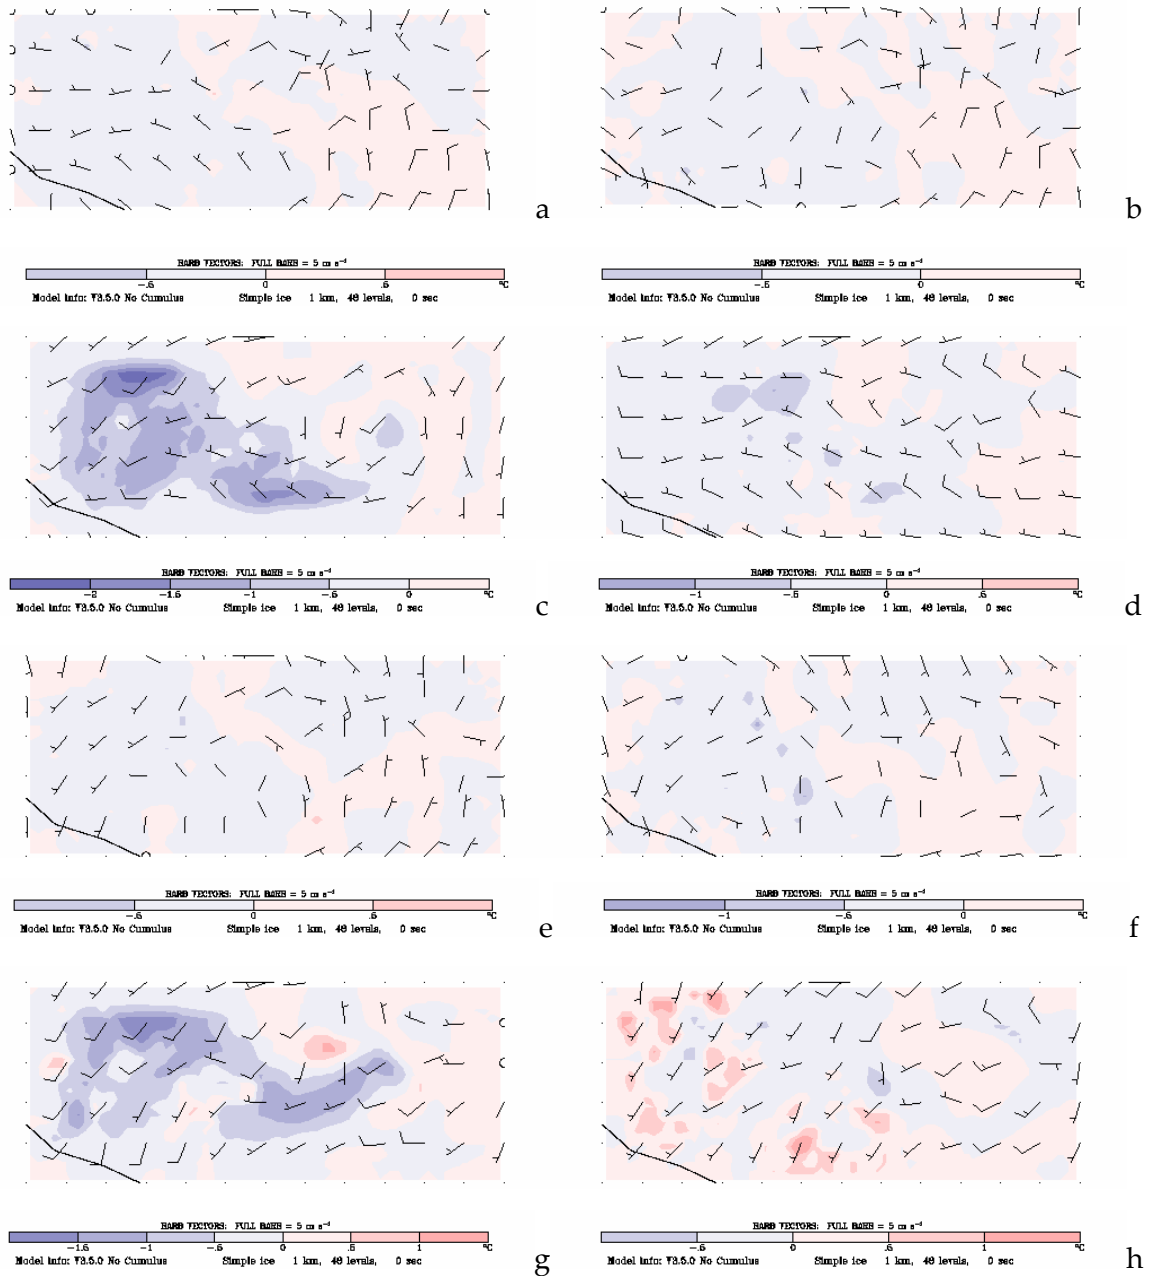 a
b
BARB VECTORS: FULL BARB = 5 m s⁻¹
BARB VECTORS: FULL BARB = 5 m s⁻¹
-.5 0 .5 °C
-.5 0 °C
Model info: V3.5.0 No Cumulus Simple ice 1 km, 49 levels, 0 sec
Model info: V3.5.0 No Cumulus Simple ice 1 km, 49 levels, 0 sec
BARB VECTORS: FULL BARB = 5 m s⁻¹
BARB VECTORS: FULL BARB = 5 m s⁻¹
-2 -1.5 -1 -.5 0 °C
-1 -.5 0 .5 °C
Model info: V3.5.0 No Cumulus Simple ice 1 km, 49 levels, 0 sec
c
Model info: V3.5.0 No Cumulus Simple ice 1 km, 49 levels, 0 sec
d
BARB VECTORS: FULL BARB = 5 m s⁻¹
BARB VECTORS: FULL BARB = 5 m s⁻¹
-.5 0 .5 °C
-1 -.5 0 °C
Model info: V3.5.0 No Cumulus Simple ice 1 km, 49 levels, 0 sec
e
Model info: V3.5.0 No Cumulus Simple ice 1 km, 49 levels, 0 sec
f
BARB VECTORS: FULL BARB = 5 m s⁻¹
BARB VECTORS: FULL BARB = 5 m s⁻¹
-1.5 -1 -.5 0 .5 1 °C
-.5 0 .5 1 °C
Model info: V3.5.0 No Cumulus Simple ice 1 km, 49 levels, 0 sec
g
Model info: V3.5.0 No Cumulus Simple ice 1 km, 49 levels, 0 sec
h